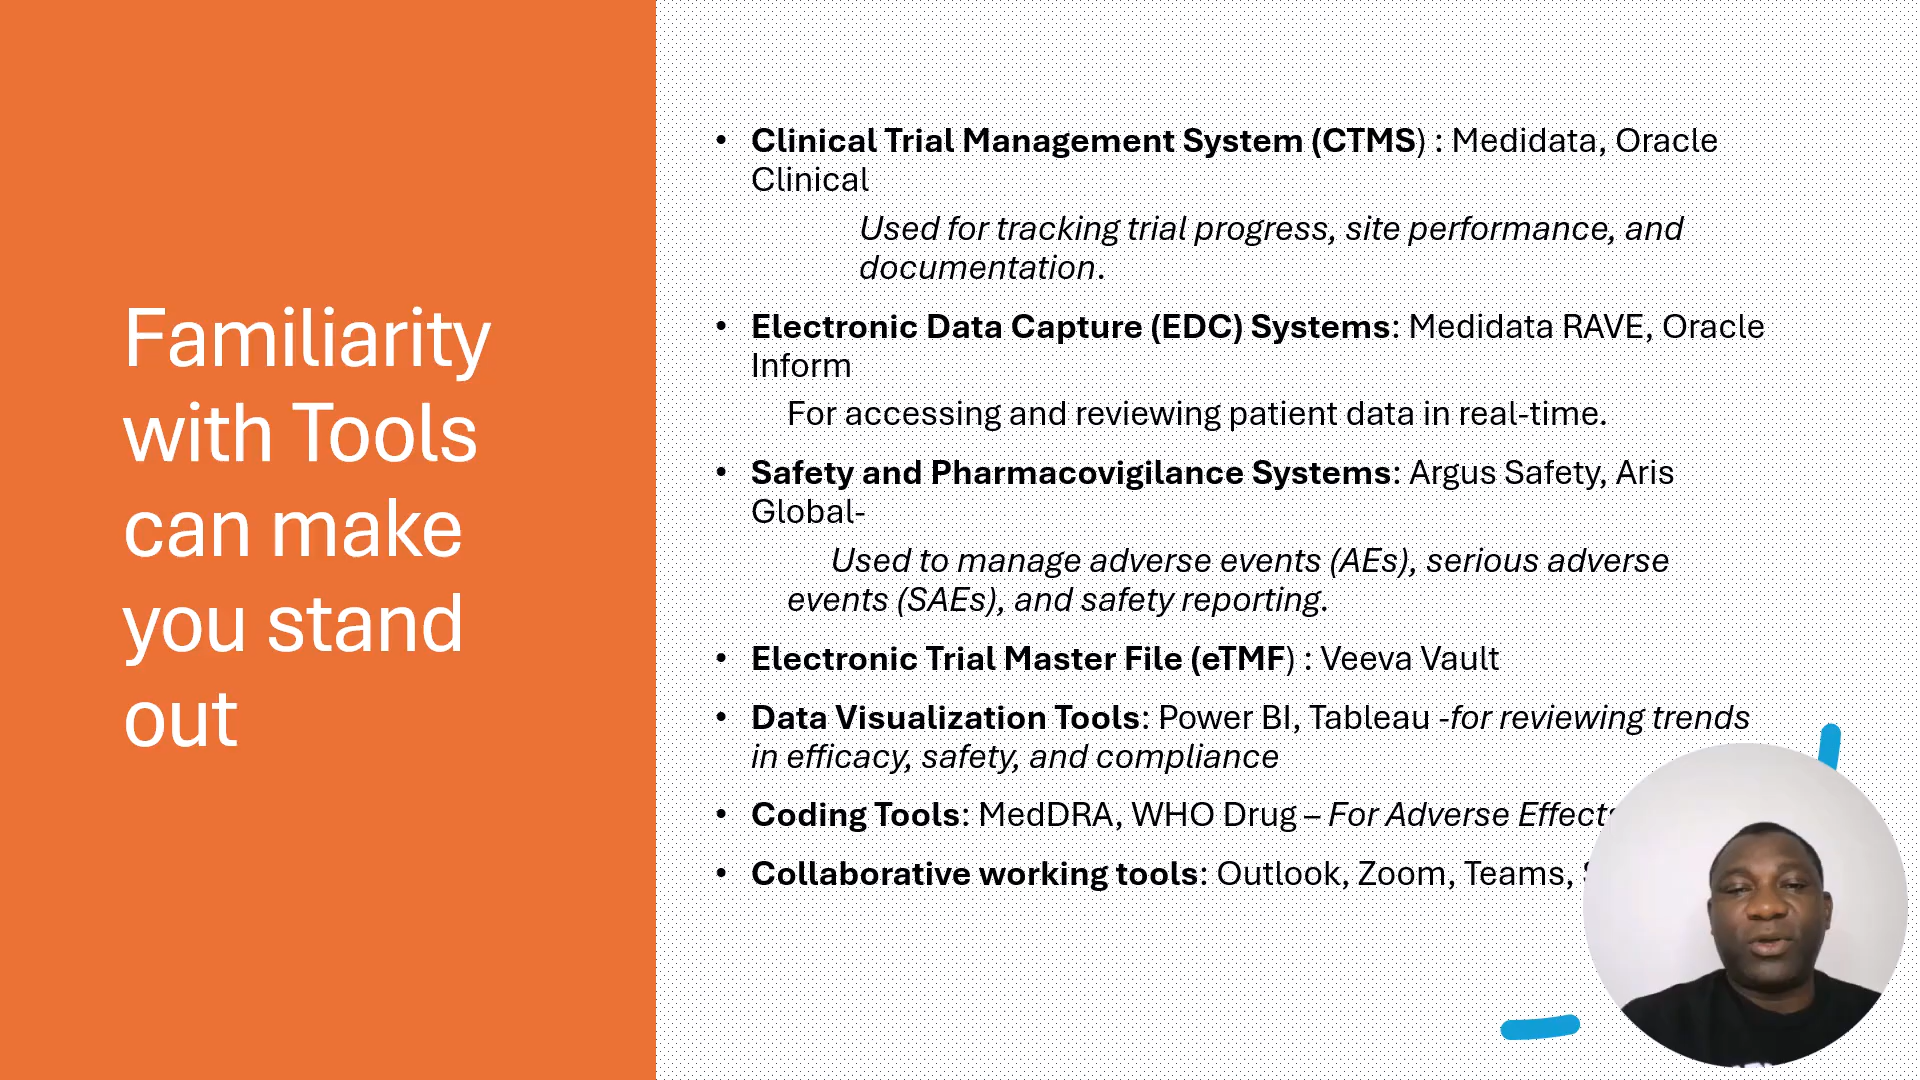 Familiarity
with Tools
can make
you stand
out
• Clinical Trial Management System (CTMS) : Medidata, Oracle
Clinical
Used for tracking trial progress, site performance, and
documentation.
• Electronic Data Capture (EDC) Systems: Medidata RAVE, Oracle
Inform
For accessing and reviewing patient data in real-time.
• Safety and Pharmacovigilance Systems: Argus Safety, Aris
Global-
Used to manage adverse events (AEs), serious adverse
events (SAEs), and safety reporting.
• Electronic Trial Master File (eTMF) : Veeva Vault
• Data Visualization Tools: Power BI, Tableau -for reviewing trends
in efficacy, safety, and compliance
• Coding Tools: MedDRA, WHO Drug – For Adverse Effects
• Collaborative working tools: Outlook, Zoom, Teams,